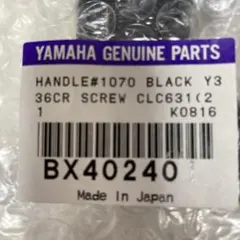 YAMAHA GENUINE PARTS
HANDLE#1070 BLACK Y3
36CR SCREW CLC631(2
1 K0816
BX40240
Made In Japan